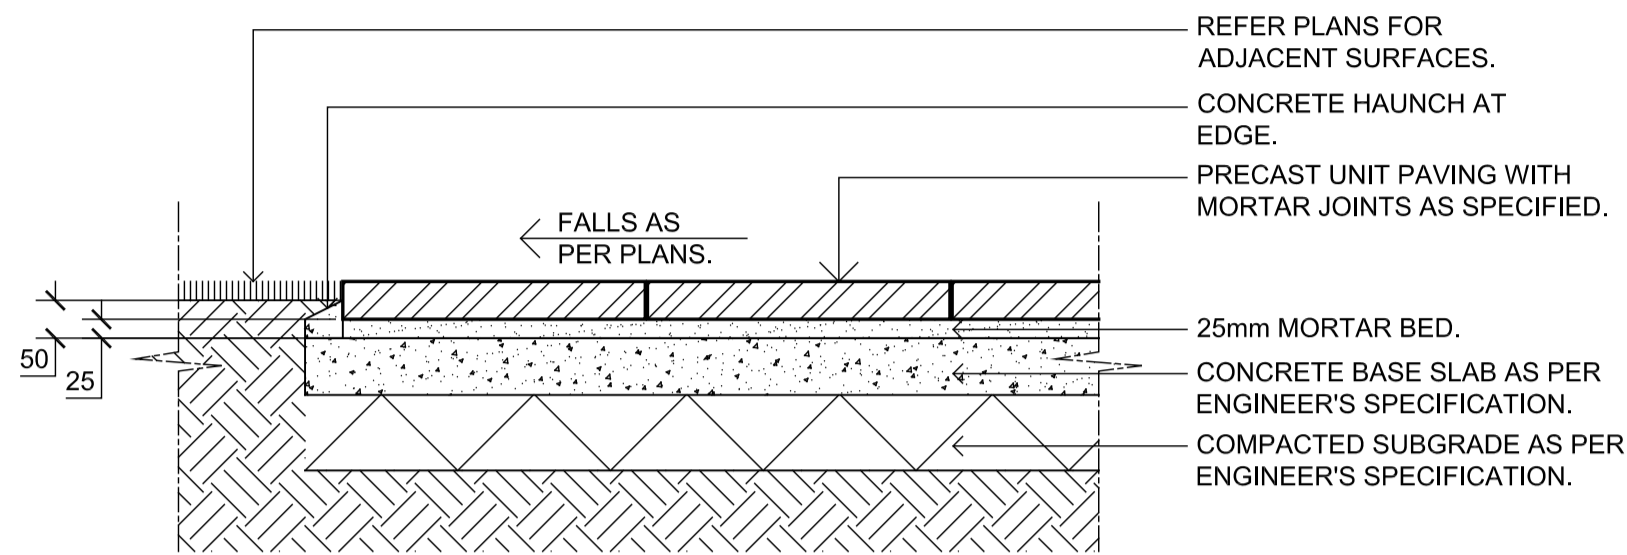 REFER PLANS FOR
ADJACENT SURFACES.
CONCRETE HAUNCH AT
EDGE.
PRECAST UNIT PAVING WITH
MORTAR JOINTS AS SPECIFIED.
FALLS AS
PER PLANS.
25mm MORTAR BED.
50
25
CONCRETE BASE SLAB AS PER
ENGINEER'S SPECIFICATION.
COMPACTED SUBGRADE AS PER
ENGINEER'S SPECIFICATION.